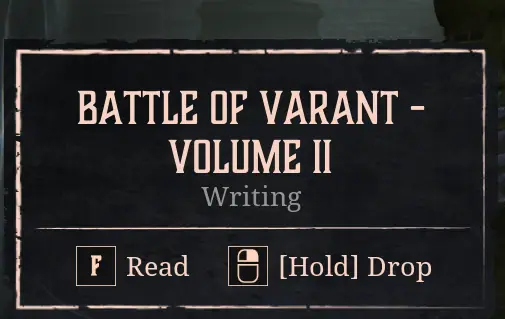 BATTLE OF VARANT -
VOLUME II
Writing
F Read [Hold] Drop